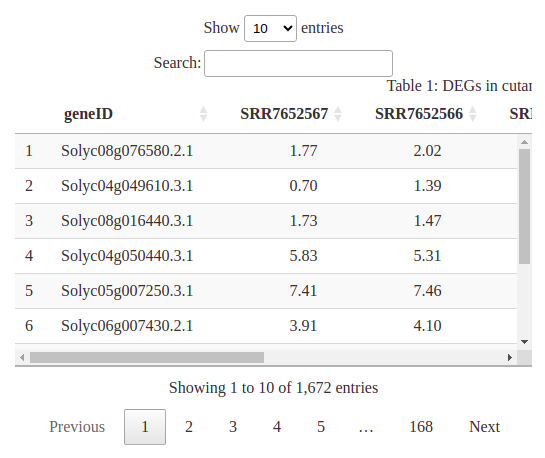 Show 10 entries
Search:
Table 1: DEGs in cutan
geneID SRR7652567 SRR7652566 SRI
1 Solyc08g076580.2.1 1.77 2.02
2 Solyc04g049610.3.1 0.70 1.39
3 Solyc08g016440.3.1 1.73 1.47
4 Solyc04g050440.3.1 5.83 5.31
5 Solyc05g007250.3.1 7.41 7.46
6 Solyc06g007430.2.1 3.91 4.10
Showing 1 to 10 of 1,672 entries
Previous 1 2 3 4 5 … 168 Next